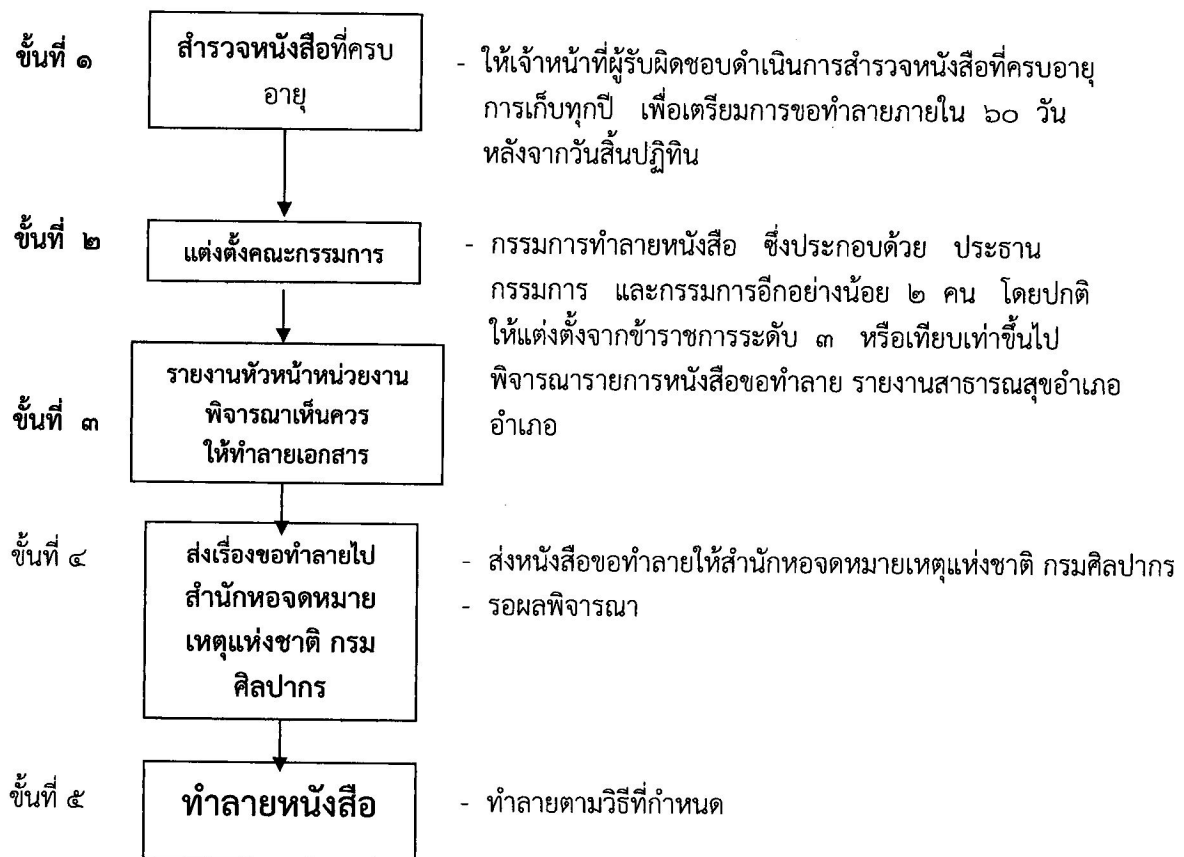 ขั้นที่ ๑
สำรวจหนังสือที่ครบ
อายุ
- ให้เจ้าหน้าที่ผู้รับผิดชอบดำเนินการสำรวจหนังสือที่ครบอายุ
การเก็บทุกปี เพื่อเตรียมการขอทำลายภายใน ๖๐ วัน
หลังจากวันสิ้นปฏิทิน
ขั้นที่ ๒
แต่งตั้งคณะกรรมการ
- กรรมการทำลายหนังสือ ซึ่งประกอบด้วย ประธาน
กรรมการ และกรรมการอีกอย่างน้อย ๒ คน โดยปกติ
ให้แต่งตั้งจากข้าราชการระดับ ๓ หรือเทียบเท่าขึ้นไป
พิจารณารายการหนังสือขอทำลาย รายงานสาธารณสุขอำเภอ
อำเภอ
ขั้นที่ ๓
รายงานหัวหน้าหน่วยงาน
พิจารณาเห็นควร
ให้ทำลายเอกสาร
ขั้นที่ ๔
ส่งเรื่องขอทำลายไป
สำนักหอจดหมาย
เหตุแห่งชาติ กรม
ศิลปากร
- ส่งหนังสือขอทำลายให้สำนักหอจดหมายเหตุแห่งชาติ กรมศิลปากร
- รอผลพิจารณา
ขั้นที่ ๕
ทำลายหนังสือ
- ทำลายตามวิธีที่กำหนด